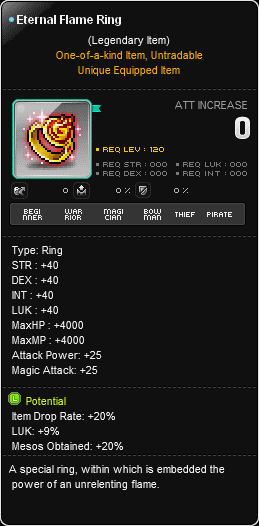 Eternal Flame Ring
(Legendary Item)
One-of-a-kind Item, Untradable
Unique Equipped Item
ATT INCREASE
0
REQ LEV : 120
REQ STR : 000 REQ LUK : 000
REQ DEX : 000 REQ INT : 000
0 0 % 0 %
BEGINNER WARRIOR MAGICIAN BOWMAN THIEF PIRATE
Type: Ring
STR : +40
DEX : +40
INT : +40
LUK : +40
MaxHP : +4000
MaxMP : +4000
Attack Power: +25
Magic Attack: +25
L Potential
Item Drop Rate: +20%
LUK: +9%
Mesos Obtained: +20%
A special ring, within which is embedded the
power of an unrelenting flame.